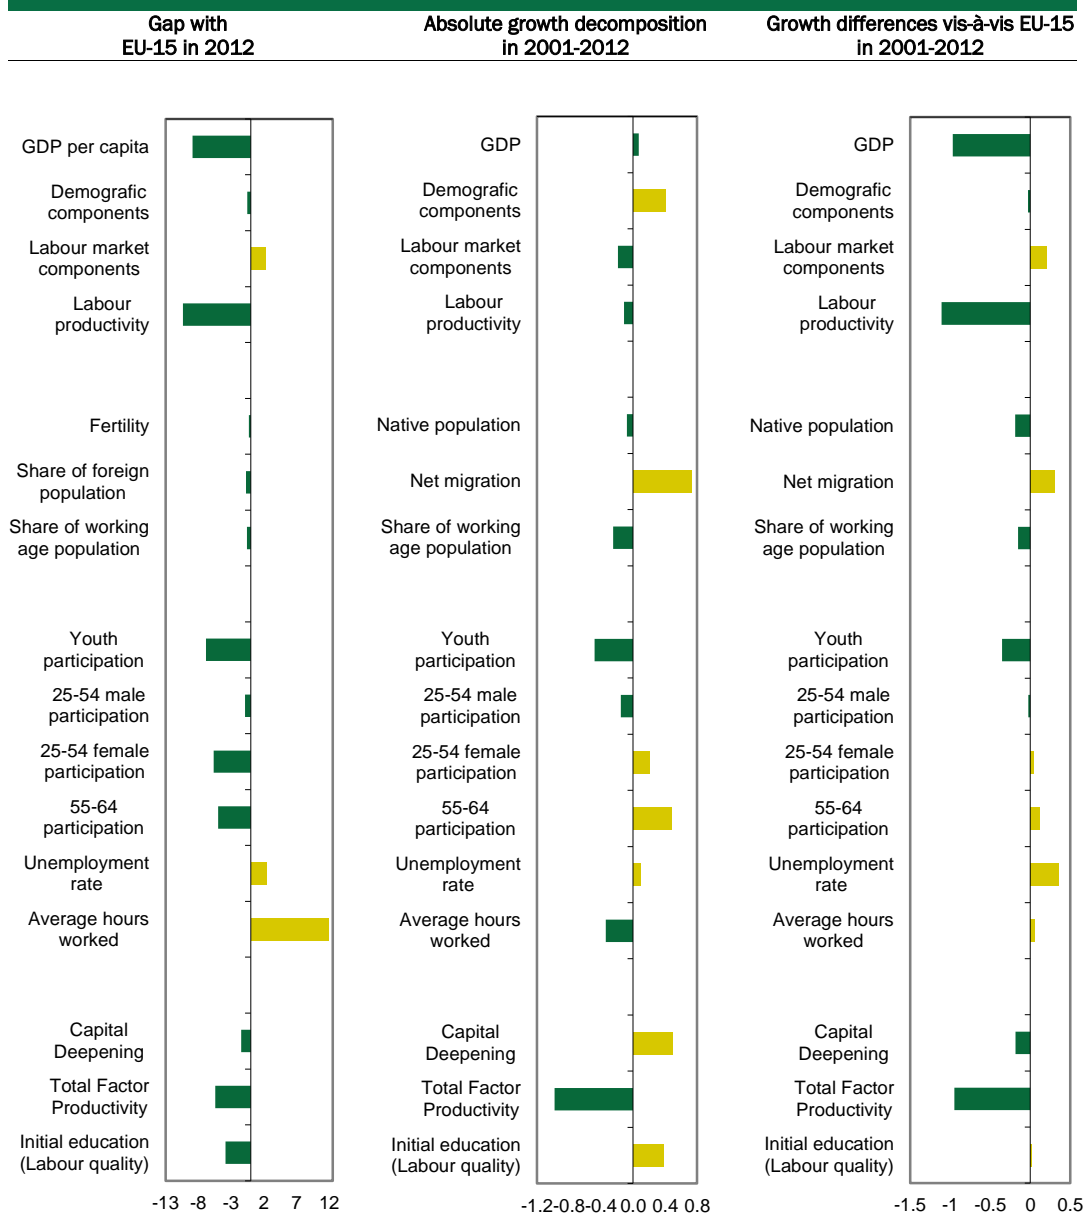 Gap with
EU-15 in 2012
Absolute growth decomposition
in 2001-2012
Growth differences vis-à-vis EU-15
in 2001-2012
GDP per capita
Demografic
components
Labour market
components
Labour
productivity
Fertility
Share of foreign
population
Share of working
age population
Youth
participation
25-54 male
participation
25-54 female
participation
55-64
participation
Unemployment
rate
Average hours
worked
Capital
Deepening
Total Factor
Productivity
Initial education
(Labour quality)
-13 -8 -3 2 7 12
GDP
Demografic
components
Labour market
components
Labour
productivity
Native population
Net migration
Share of working
age population
Youth
participation
25-54 male
participation
25-54 female
participation
55-64
participation
Unemployment
rate
Average hours
worked
Capital
Deepening
Total Factor
Productivity
Initial education
(Labour quality)
-1.2 -0.8 -0.4 0.0 0.4 0.8
GDP
Demografic
components
Labour market
components
Labour
productivity
Native population
Net migration
Share of working
age population
Youth
participation
25-54 male
participation
25-54 female
participation
55-64
participation
Unemployment
rate
Average hours
worked
Capital
Deepening
Total Factor
Productivity
Initial education
(Labour quality)
-1.5 -1 -0.5 0 0.5